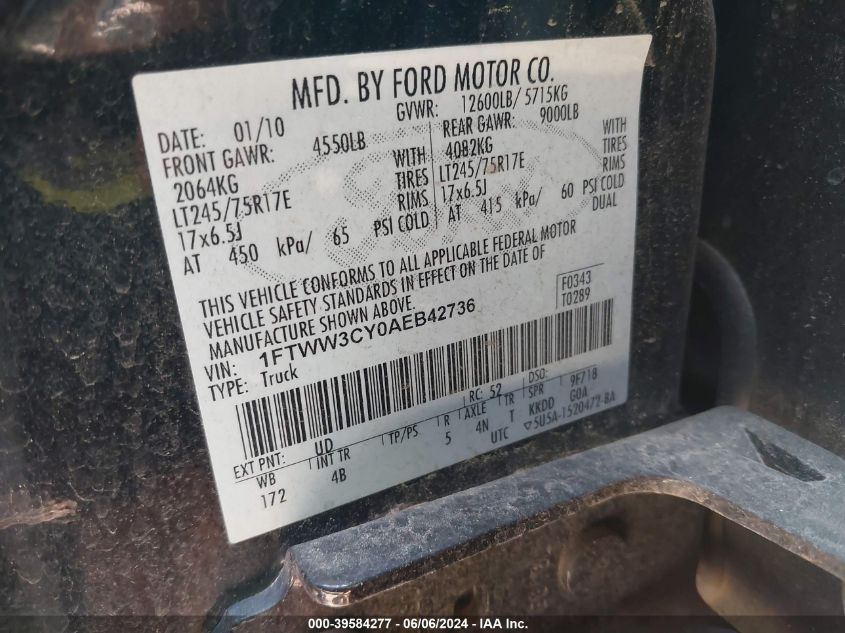 MFD. BY FORD MOTOR CO.
DATE: 01/10 GVWR: 12600LB/ 5715KG
FRONT GAWR: 4550LB REAR GAWR: 9000LB
2064KG WITH 4082KG WITH
LT245/75R17E TIRES LT245/75R17E TIRES
17x6.5J RIMS 17x6.5J RIMS
AT 450 kPa/ 65 PSI COLD AT 415 kPa/ 60 PSI COLD
DUAL
THIS VEHICLE CONFORMS TO ALL APPLICABLE FEDERAL MOTOR
VEHICLE SAFETY STANDARDS IN EFFECT ON THE DATE OF
MANUFACTURE SHOWN ABOVE.
F0343
T0289
VIN: 1FTWW3CY0AEB42736
TYPE: Truck
RC: 52 DSO: 9F718
EXT PNT: UD
WB INT TR TP/PS R AXLE TR SPR G0A
172 4B 5 4N T KKDD
UTC ▽5U5A-1520472-BA
000-39584277 - 06/06/2024 - IAA Inc.